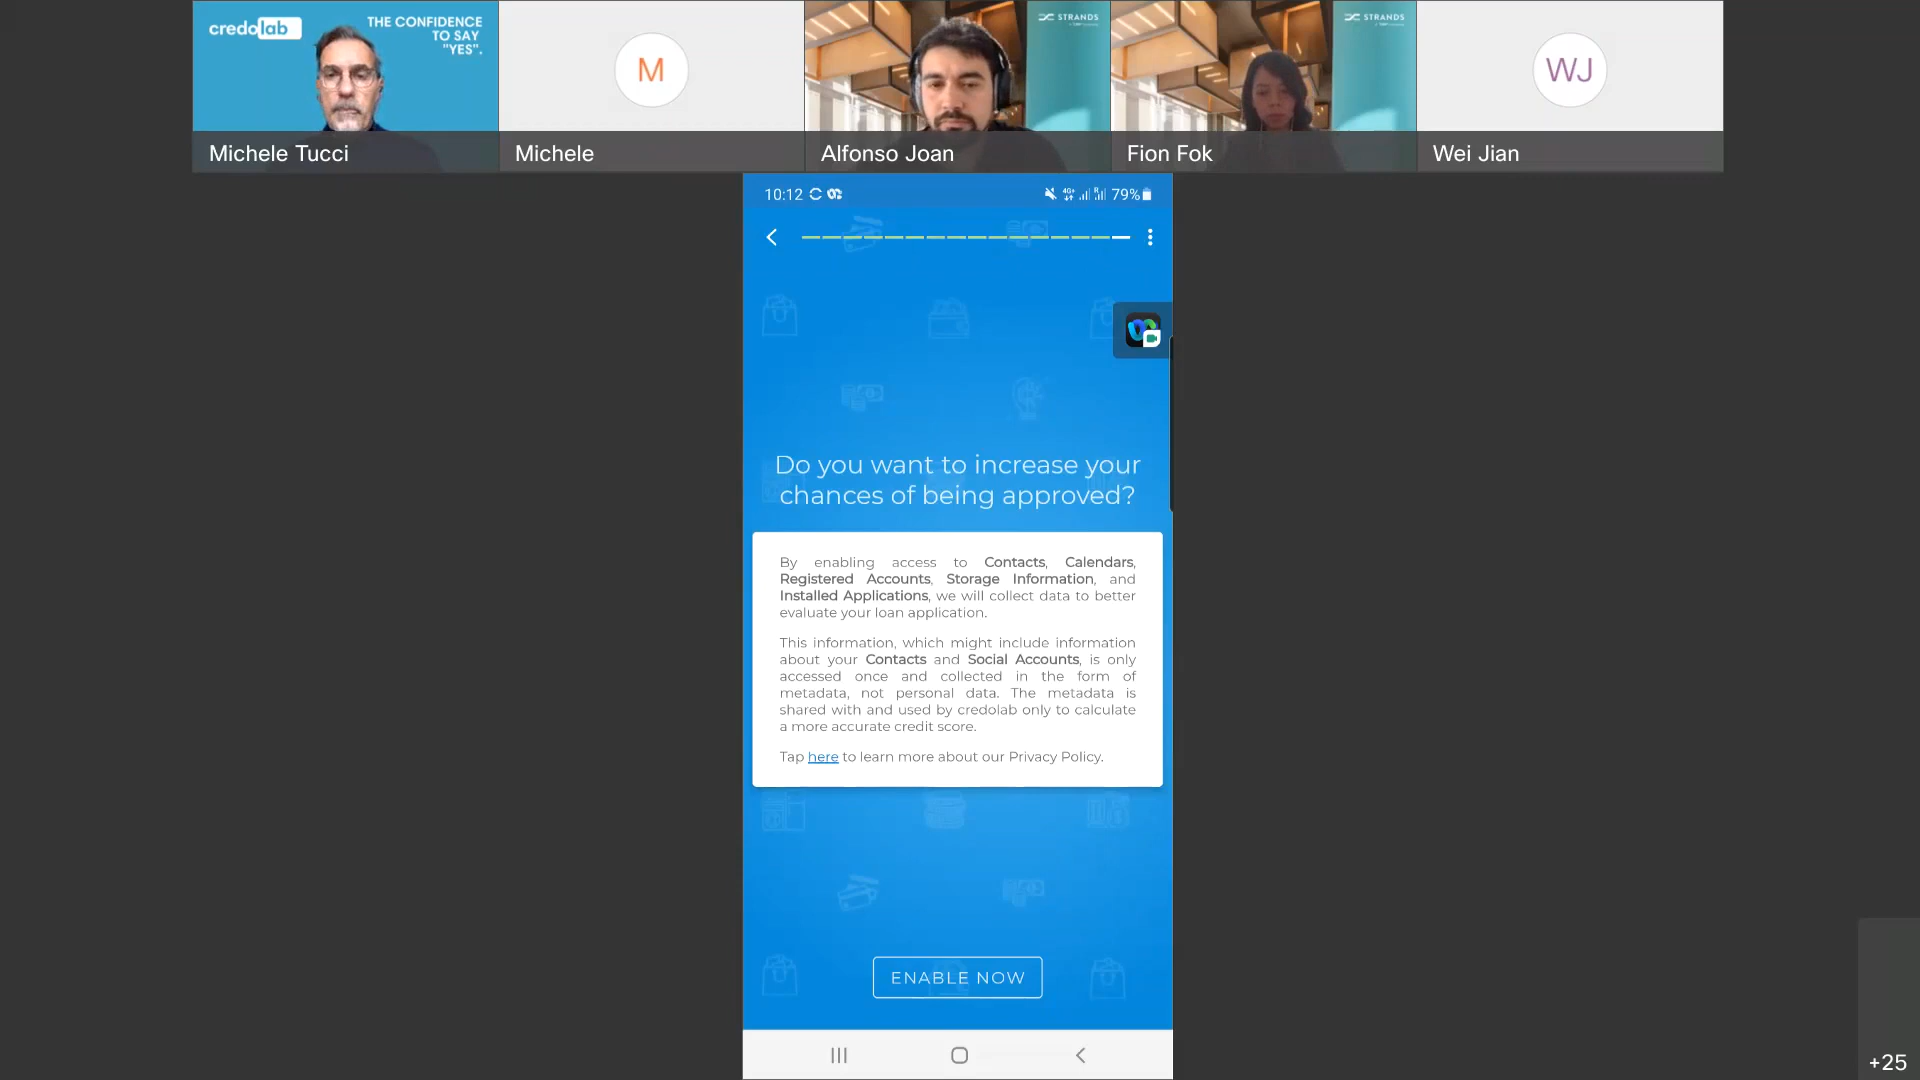 credolab
THE CONFIDENCE
TO SAY
"YES".
Michele Tucci
M
Michele
STRANDS
Alfonso Joan
STRANDS
Fion Fok
WJ
Wei Jian
10:12
79%
Do you want to increase your
chances of being approved?
By enabling access to Contacts, Calendars,
Registered Accounts, Storage Information, and
Installed Applications, we will collect data to better
evaluate your loan application.
This information, which might include information
about your Contacts and Social Accounts, is only
accessed once and collected in the form of
metadata, not personal data. The metadata is
shared with and used by credolab only to calculate
a more accurate credit score.
Tap here to learn more about our Privacy Policy.
ENABLE NOW
+25